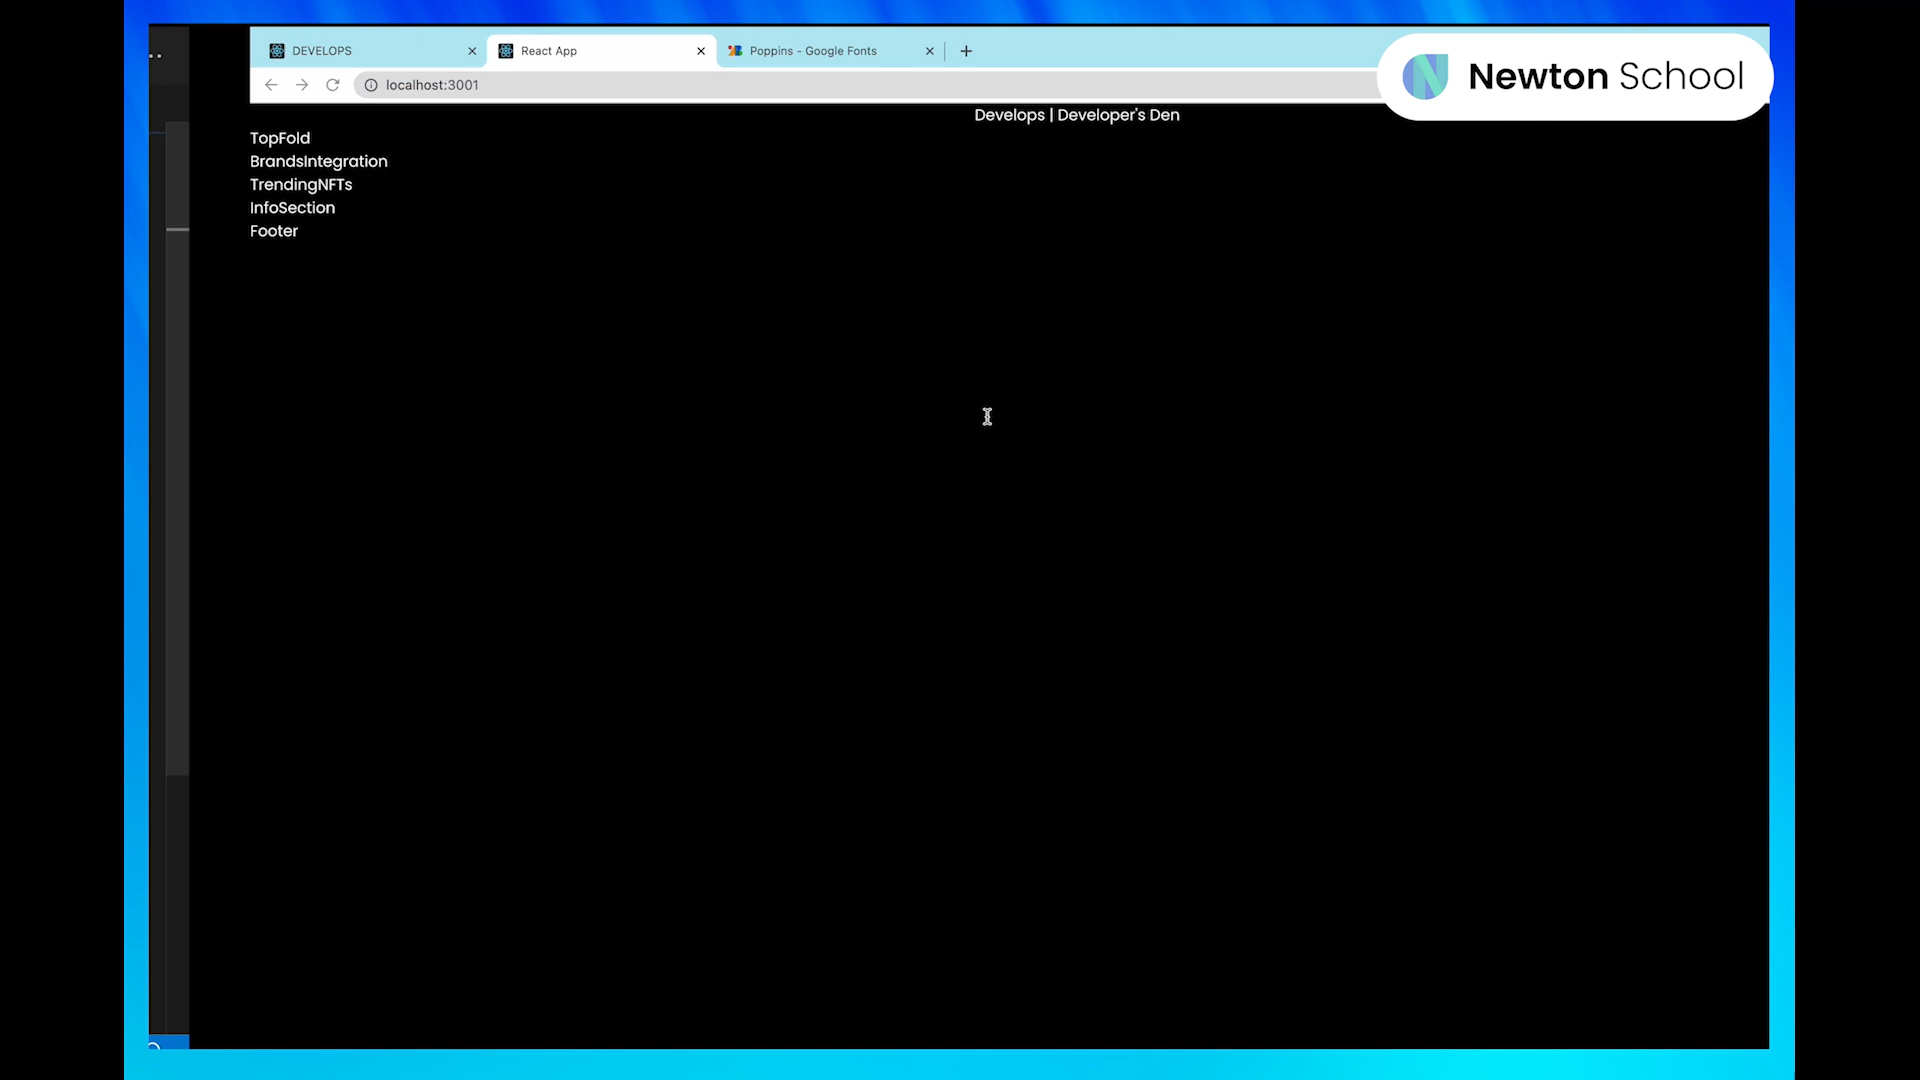 DEVELOPS
React App
Poppins - Google Fonts
localhost:3001
Newton School
Develops | Developer's Den
TopFold
BrandsIntegration
TrendingNFTs
InfoSection
Footer